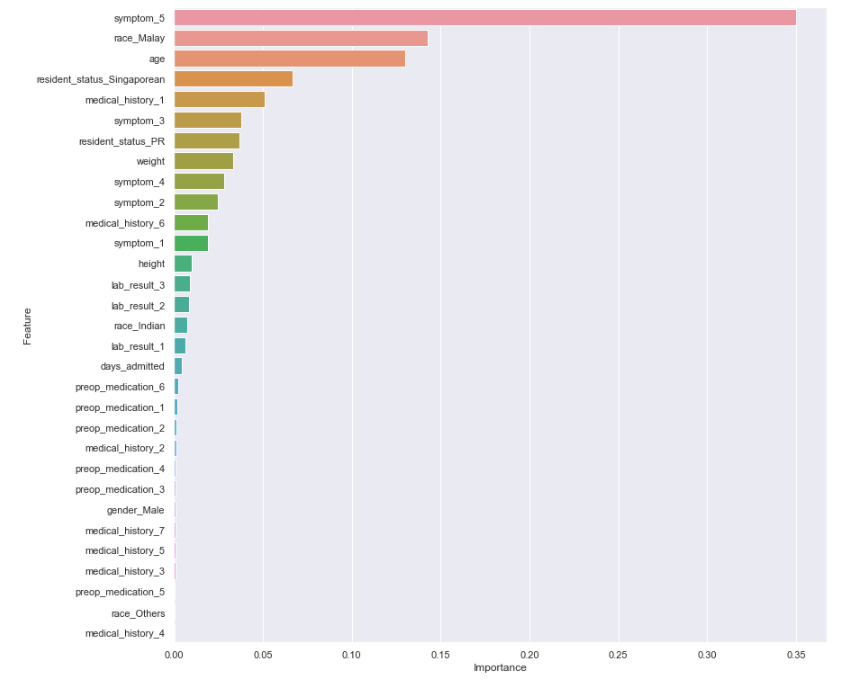 symptom_5
race_Malay
age
resident_status_Singaporean
medical_history_1
symptom_3
resident_status_PR
weight
symptom_4
symptom_2
medical_history_6
symptom_1
height
lab_result_3
lab_result_2
race_Indian
lab_result_1
days_admitted
preop_medication_6
preop_medication_1
preop_medication_2
medical_history_2
preop_medication_4
preop_medication_3
gender_Male
medical_history_7
medical_history_5
medical_history_3
preop_medication_5
race_Others
medical_history_4
Feature
0.00 0.05 0.10 0.15 0.20 0.25 0.30 0.35
Importance